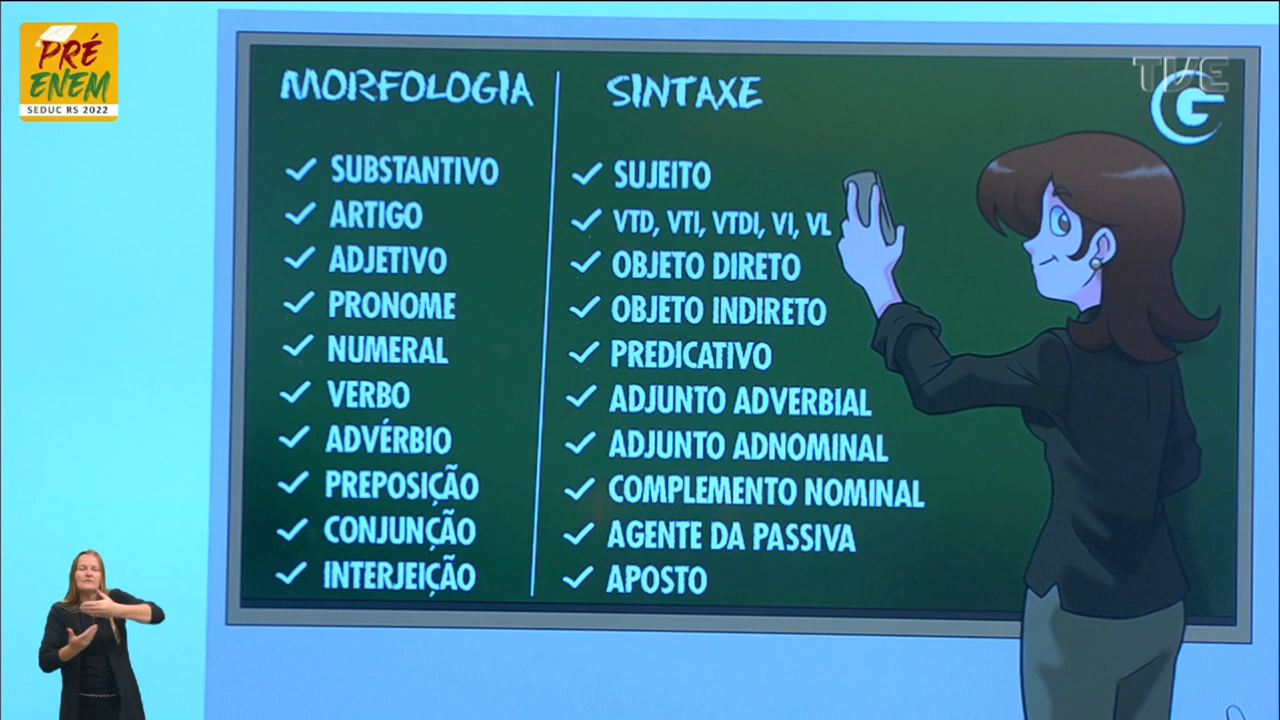 PRÉ
ENEM
SEDUC RS 2022
TVE
G
MORFOLOGIA
SUBSTANTIVO
ARTIGO
ADJETIVO
PRONOME
NUMERAL
VERBO
ADVÉRBIO
PREPOSIÇÃO
CONJUNÇÃO
INTERJEIÇÃO
SINTAXE
SUJEITO
VTD, VTI, VTDI, VI, VL
OBJETO DIRETO
OBJETO INDIRETO
PREDICATIVO
ADJUNTO ADVERBIAL
ADJUNTO ADNOMINAL
COMPLEMENTO NOMINAL
AGENTE DA PASSIVA
APOSTO